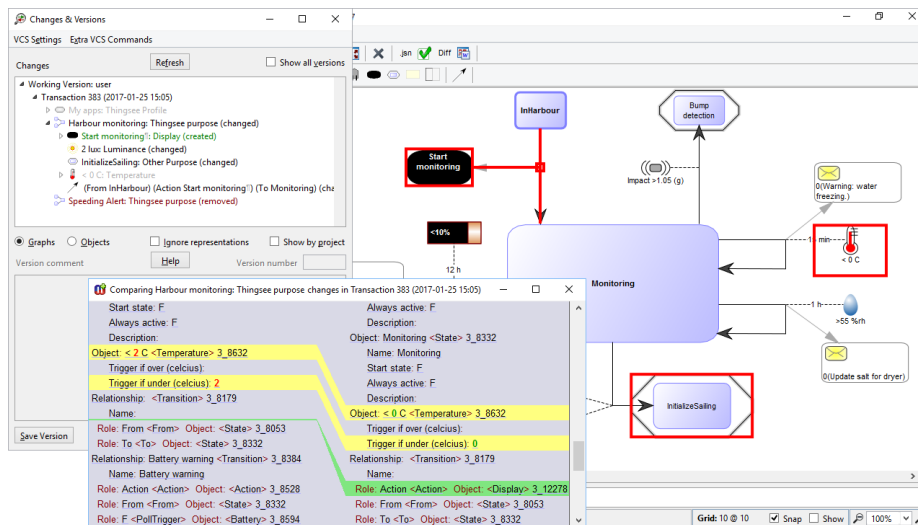 Changes & Versions
VCS Settings Extra VCS Commands
Changes
Refresh
Show all versions
Working Version: user
Transaction 383 (2017-01-25 15:05)
My apps: Thingsee Profile
Harbour monitoring: Thingsee purpose (changed)
Start monitoring¶: Display (created)
2 lux: Luminance (changed)
InitializeSailing: Other Purpose (changed)
< 0 C: Temperature
(From InHarbour) (Action Start monitoring¶) (To Monitoring) (cha
Speeding Alert: Thingsee purpose (removed)
Graphs Objects Ignore representations Show by project
Version comment Help Version number
Save Version
.jsn Diff
InHarbour
Bump
detection
Start
monitoring
Impact >1.05 (g)
0(Warning: water
freezing.)
<10%
12 h
Monitoring
min
< 0 C
1 h
>55 %rh
0(Update salt for dryer)
InitializeSailing
Grid: 10 @ 10 Snap Show 100%
Comparing Harbour monitoring: Thingsee purpose changes in Transaction 383 (2017-01-25 15:05)
Start state: F
Always active: F
Description:
Object: < 2 C <Temperature> 3_8632
Trigger if over (celcius):
Trigger if under (celcius): 2
Relationship: <Transition> 3_8179
Name:
Role: From <From> Object: <State> 3_8053
Role: To <To> Object: <State> 3_8332
Relationship: Battery warning <Transition> 3_8384
Name: Battery warning
Role: Action <Action> Object: <Action> 3_8528
Role: From <From> Object: <State> 3_8332
Role: F <PollTrigger> Object: <Battery> 3_8594
Always active: F
Description:
Object: Monitoring <State> 3_8332
Name: Monitoring
Start state: F
Always active: F
Description:
Object: < 0 C <Temperature> 3_8632
Trigger if over (celcius):
Trigger if under (celcius): 0
Relationship: <Transition> 3_8179
Name:
Role: Action <Action> Object: <Display> 3_12278
Role: From <From> Object: <State> 3_8053
Role: To <To> Object: <State> 3_8332